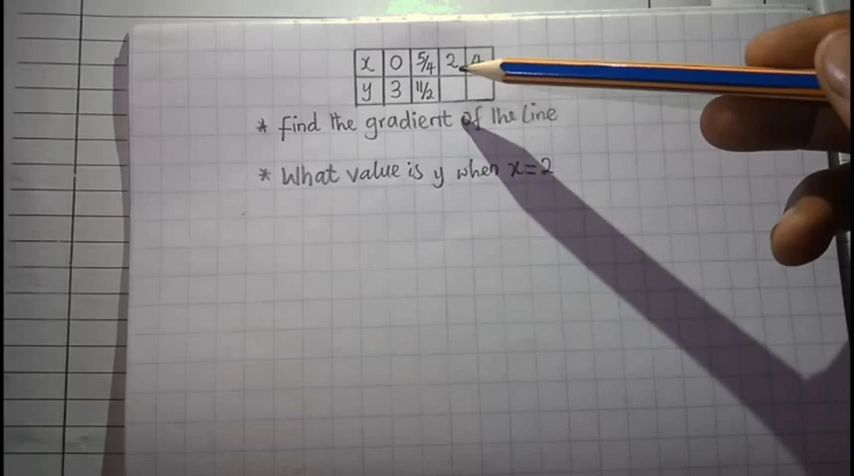 x 0 5/4 2
y 3 11/2
* find the gradient of the line
* What value is y when x=2